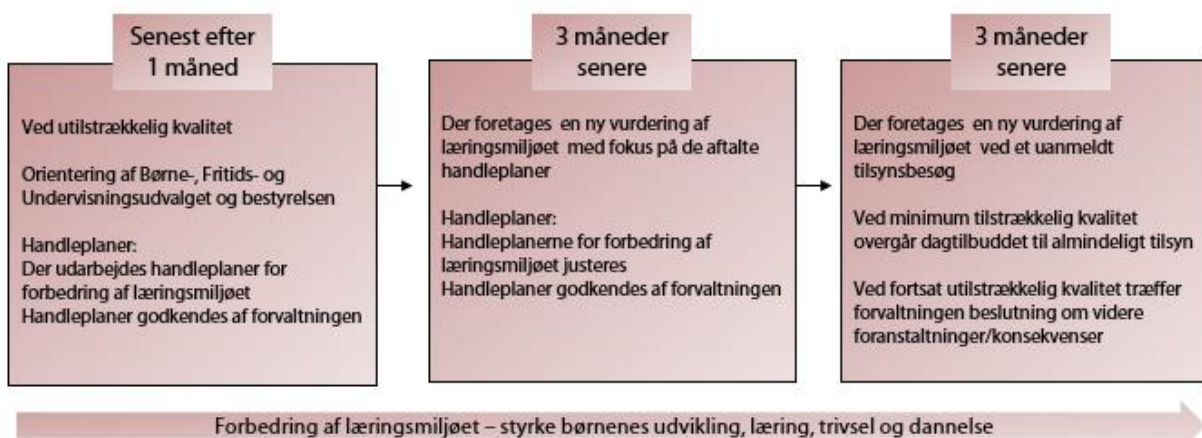 Senest efter
1 måned
Ved utilstrækkelig kvalitet
Orientering af Børne-, Fritids- og
Undervisningsudvalget og bestyrelsen
Handleplaner:
Der udarbejdes handleplaner for
forbedring af læringsmiljøet
Handleplaner godkendes af forvaltningen
3 måneder
senere
Der foretages en ny vurdering af
læringsmiljøet med fokus på de aftalte
handleplaner
Handleplaner:
Handleplanerne for forbedring af
læringsmiljøet justeres
Handleplaner godkendes af forvaltningen
3 måneder
senere
Der foretages en ny vurdering af
læringsmiljøet ved et uanmeldt
tilsynsbesøg
Ved minimum tilstrækkelig kvalitet
overgår dagtilbuddet til almindeligt tilsyn
Ved fortsat utilstrækkelig kvalitet træffer
forvaltningen beslutning om videre
foranstaltninger/konsekvenser
Forbedring af læringsmiljøet – styrke børnenes udvikling, læring, trivsel og dannelse